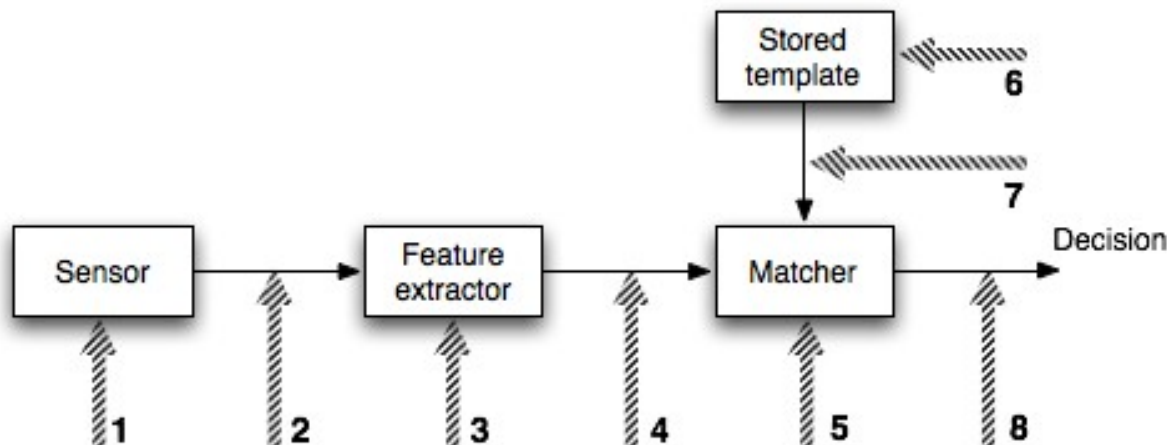 Stored
template
6
7
Decision
Sensor
Feature
extractor
Matcher
1
2
3
4
5
8